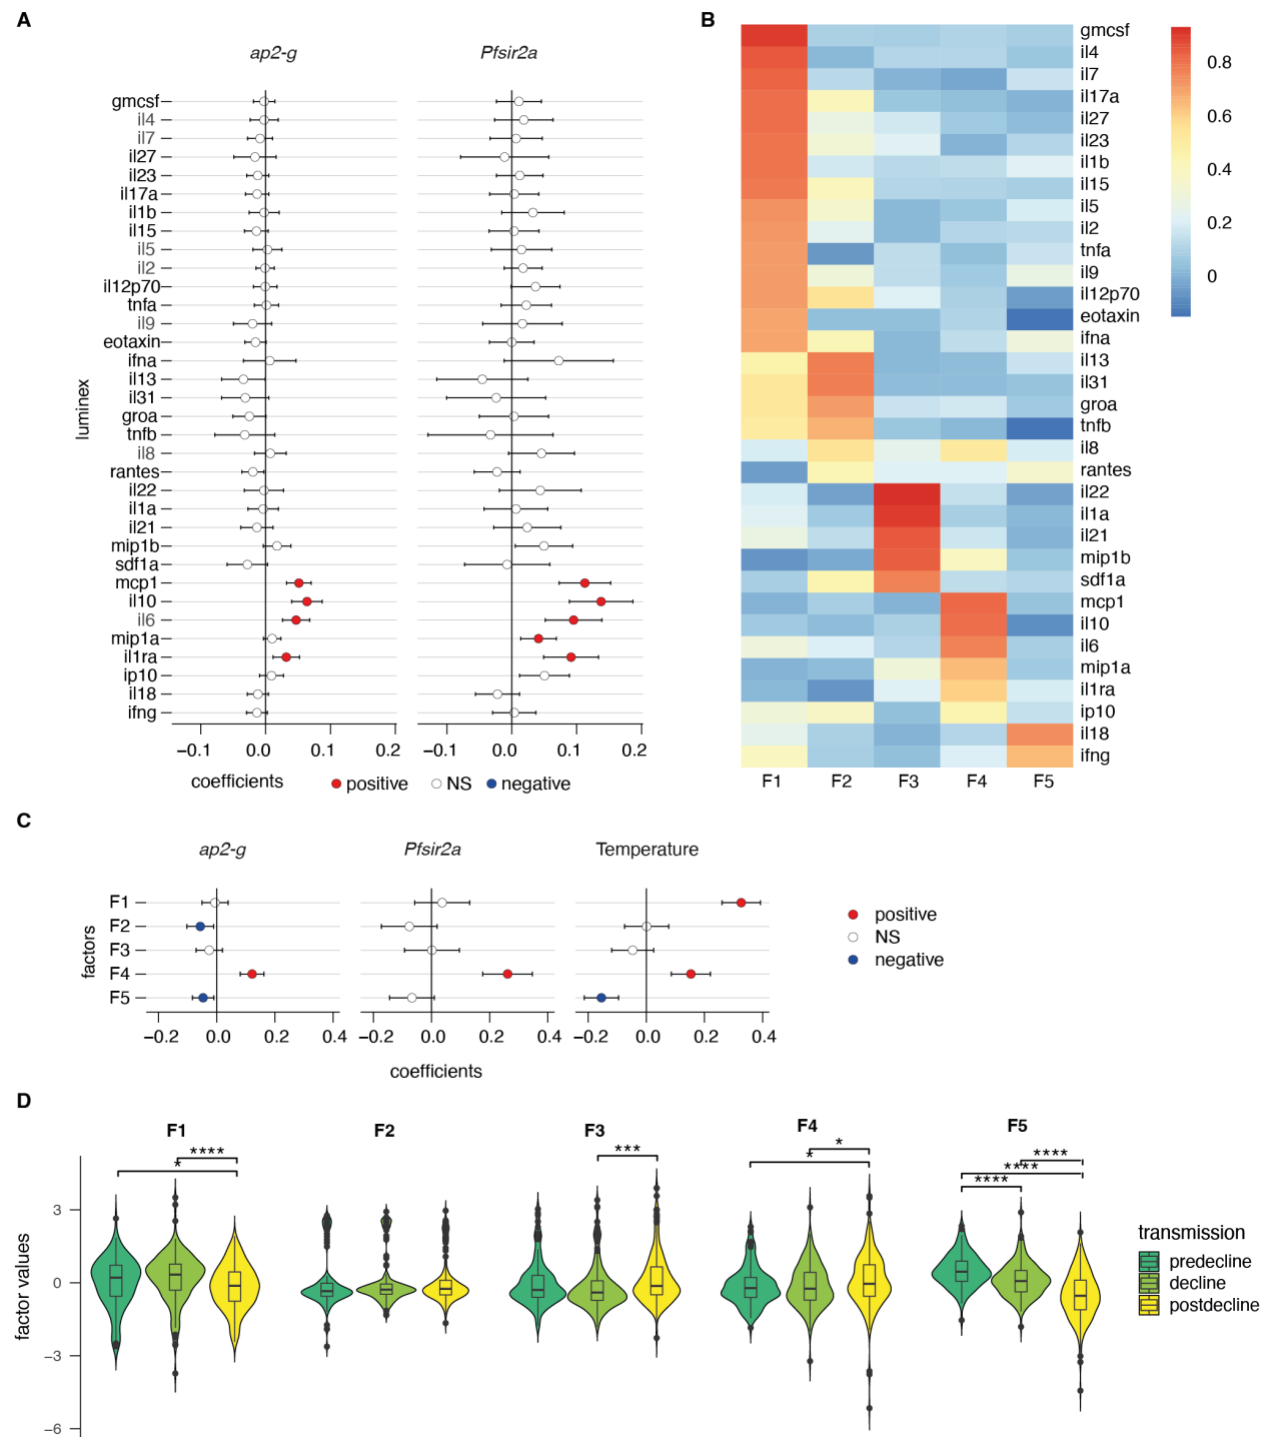 A
ap2-g
Pfsir2a
gmcsf
il4
il7
il27
il23
il17a
il1b
il15
il5
il2
il12p70
tnfa
il9
eotaxin
ifna
il13
il31
groa
tnfb
il8
rantes
il22
il1a
il21
mip1b
sdf1a
mcp1
il10
il6
mip1a
il1ra
ip10
il18
ifng
luminex
−0.1 0.0 0.1 0.2
−0.1 0.0 0.1 0.2
coefficients
positive NS negative
B
gmcsf
il4
il7
il17a
il27
il23
il1b
il15
il5
il2
tnfa
il9
il12p70
eotaxin
ifna
il13
il31
groa
tnfb
il8
rantes
il22
il1a
il21
mip1b
sdf1a
mcp1
il10
il6
mip1a
il1ra
ip10
il18
ifng
F1 F2 F3 F4 F5
0.8
0.6
0.4
0.2
0
C
ap2-g
Pfsir2a
Temperature
F1
F2
F3
F4
F5
factors
−0.2 0.0 0.2 0.4
−0.2 0.0 0.2 0.4
−0.2 0.0 0.2 0.4
coefficients
positive
NS
negative
D
F1
F2
F3
F4
F5
****
*
***
*
*
****
****
****
3
0
−3
−6
factor values
transmission
predecline
decline
postdecline